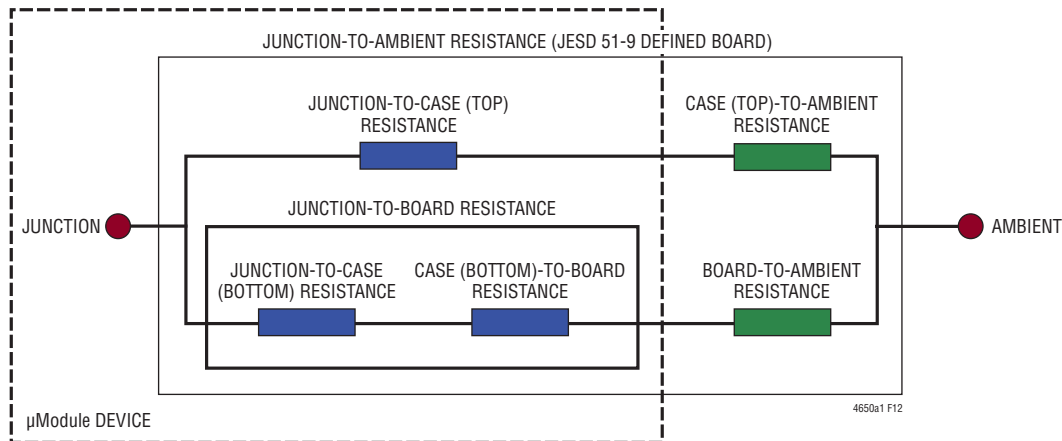 JUNCTION-TO-AMBIENT RESISTANCE (JESD 51-9 DEFINED BOARD)
JUNCTION-TO-CASE (TOP)
RESISTANCE
CASE (TOP)-TO-AMBIENT
RESISTANCE
JUNCTION
JUNCTION-TO-BOARD RESISTANCE
AMBIENT
JUNCTION-TO-CASE
(BOTTOM) RESISTANCE
CASE (BOTTOM)-TO-BOARD
RESISTANCE
BOARD-TO-AMBIENT
RESISTANCE
4650a1 F12
µModule DEVICE